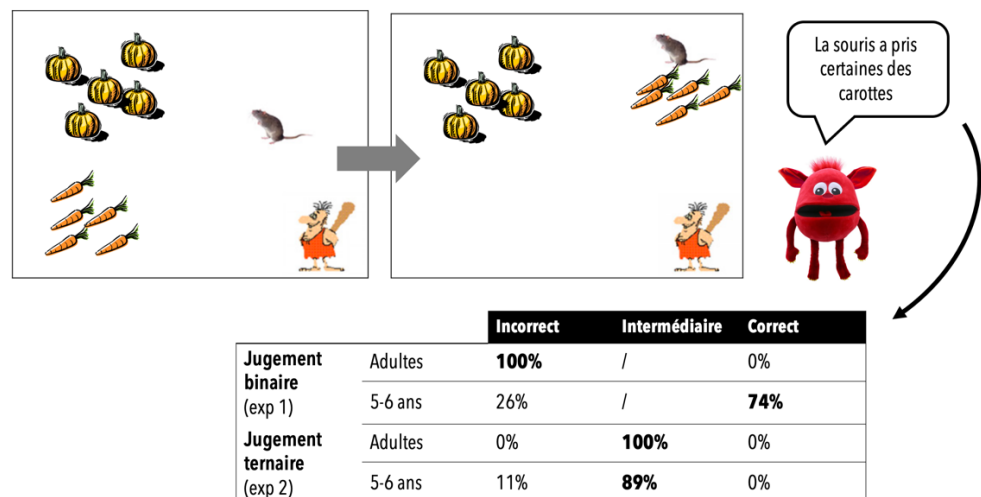 La souris a pris
certaines des
carottes
Incorrect Intermédiaire Correct
Jugement binaire (exp 1) Adultes 100% / 0%
5-6 ans 26% / 74%
Jugement ternaire (exp 2) Adultes 0% 100% 0%
5-6 ans 11% 89% 0%